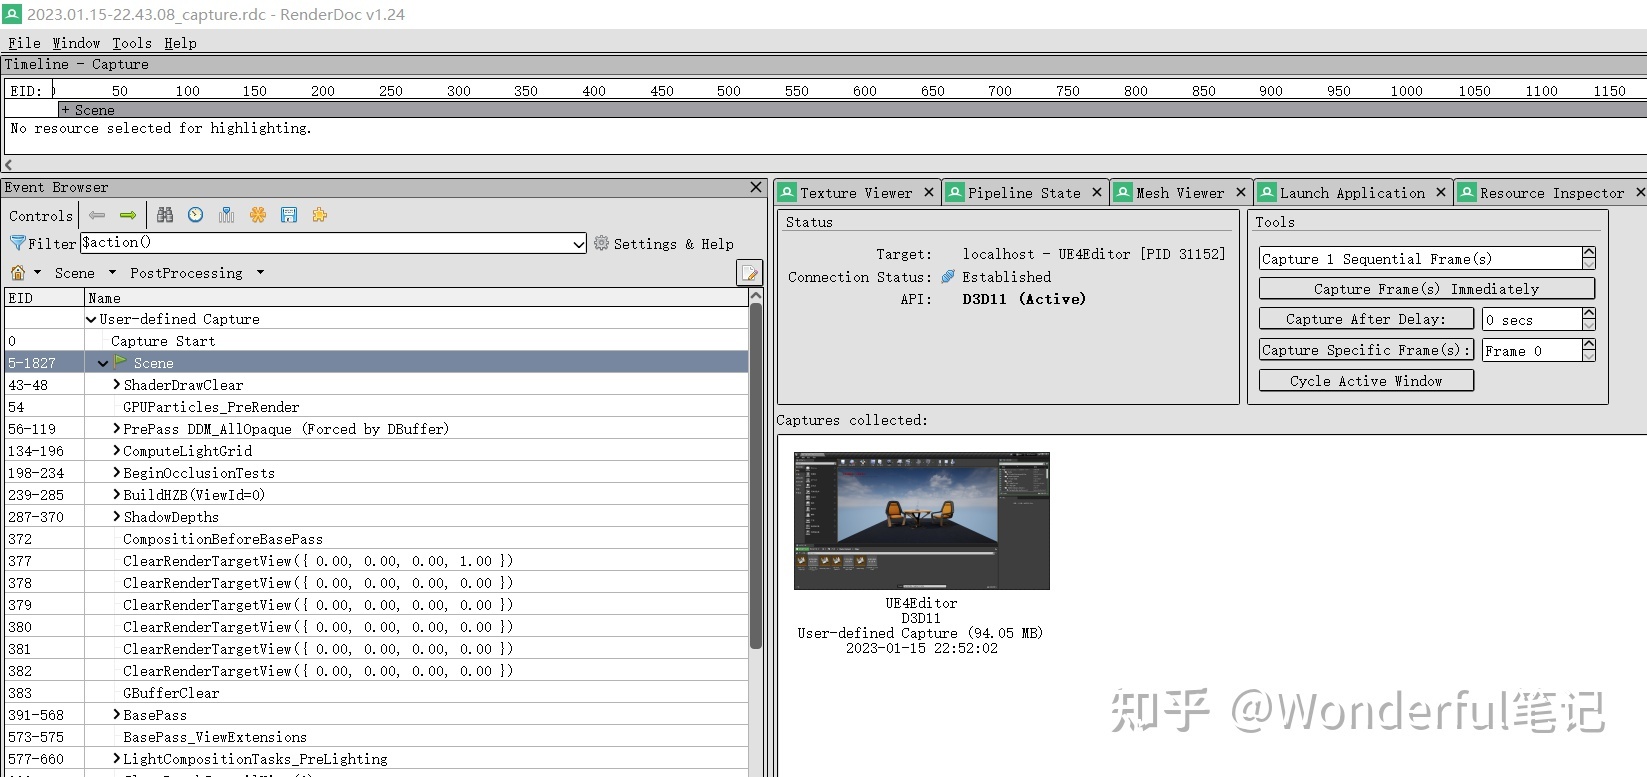 2023.01.15-22.43.08_capture.rdc - RenderDoc v1.24
File Window Tools Help
Timeline - Capture
EID: 0 50 100 150 200 250 300 350 400 450 500 550 600 650 700 750 800 850 900 950 1000 1050 1100 1150
+ Scene
No resource selected for highlighting.
Event Browser
Controls
Filter $action() Settings & Help
Scene PostProcessing
EID Name
User-defined Capture
0 Capture Start
5-1827 Scene
43-48 ShaderDrawClear
54 GPUParticles_PreRender
56-119 PrePass DDM_AllOpaque (Forced by DBuffer)
134-196 ComputeLightGrid
198-234 BeginOcclusionTests
239-285 BuildHZB(ViewId=0)
287-370 ShadowDepths
372 CompositionBeforeBasePass
377 ClearRenderTargetView({ 0.00, 0.00, 0.00, 1.00 })
378 ClearRenderTargetView({ 0.00, 0.00, 0.00, 0.00 })
379 ClearRenderTargetView({ 0.00, 0.00, 0.00, 0.00 })
380 ClearRenderTargetView({ 0.00, 0.00, 0.00, 0.00 })
381 ClearRenderTargetView({ 0.00, 0.00, 0.00, 0.00 })
382 ClearRenderTargetView({ 0.00, 0.00, 0.00, 0.00 })
383 GBufferClear
391-568 BasePass
573-575 BasePass_ViewExtensions
577-660 LightCompositionTasks_PreLighting
Texture Viewer Pipeline State Mesh Viewer Launch Application Resource Inspector
Status
Target: localhost - UE4Editor [PID 31152]
Connection Status: Established
API: D3D11 (Active)
Tools
Capture 1 Sequential Frame(s)
Capture Frame(s) Immediately
Capture After Delay: 0 secs
Capture Specific Frame(s): Frame 0
Cycle Active Window
Captures collected:
UE4Editor
D3D11
User-defined Capture (94.05 MB)
2023-01-15 22:52:02
知乎 @Wonderful笔记